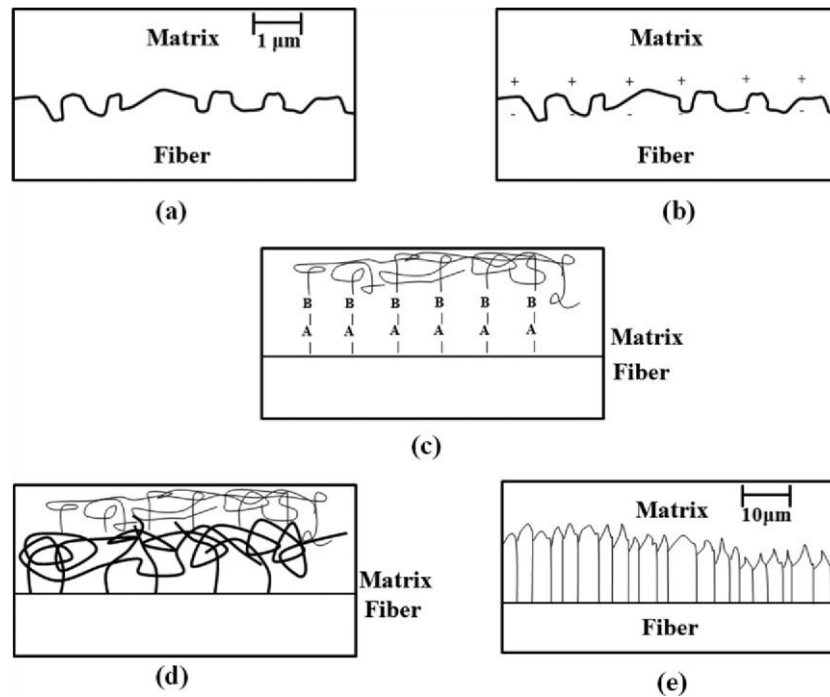 Matrix
1 μm
Fiber
(a)
Matrix
+ + + + + +
- - - - - -
Fiber
(b)
B B B B B B
A A A A A A
Matrix
Fiber
(c)
Matrix
Fiber
(d)
Matrix
10μm
Fiber
(e)